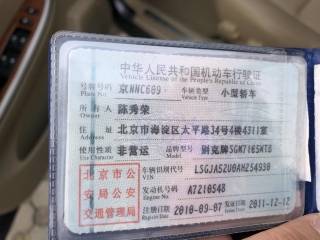 中华人民共和国机动车行驶证
Vehicle License of the People's Republic of China
号牌号码 京NNC609 车辆类型 小型轿车
Plate No. Vehicle Type
所有人 陈秀荣
Owner
住址 北京市海淀区太平路34号4楼4311室
Address
使用性质 非营运 品牌型号 别克牌SGM7165MTB
Use Character
北京市公安局公安交通管理局
车辆识别代号 LSGJA52U0AHZ54930
VIN
发动机号码 A7210548
Engine No.
注册日期 2010-09-07 发证日期 2011-12-12
Register Date